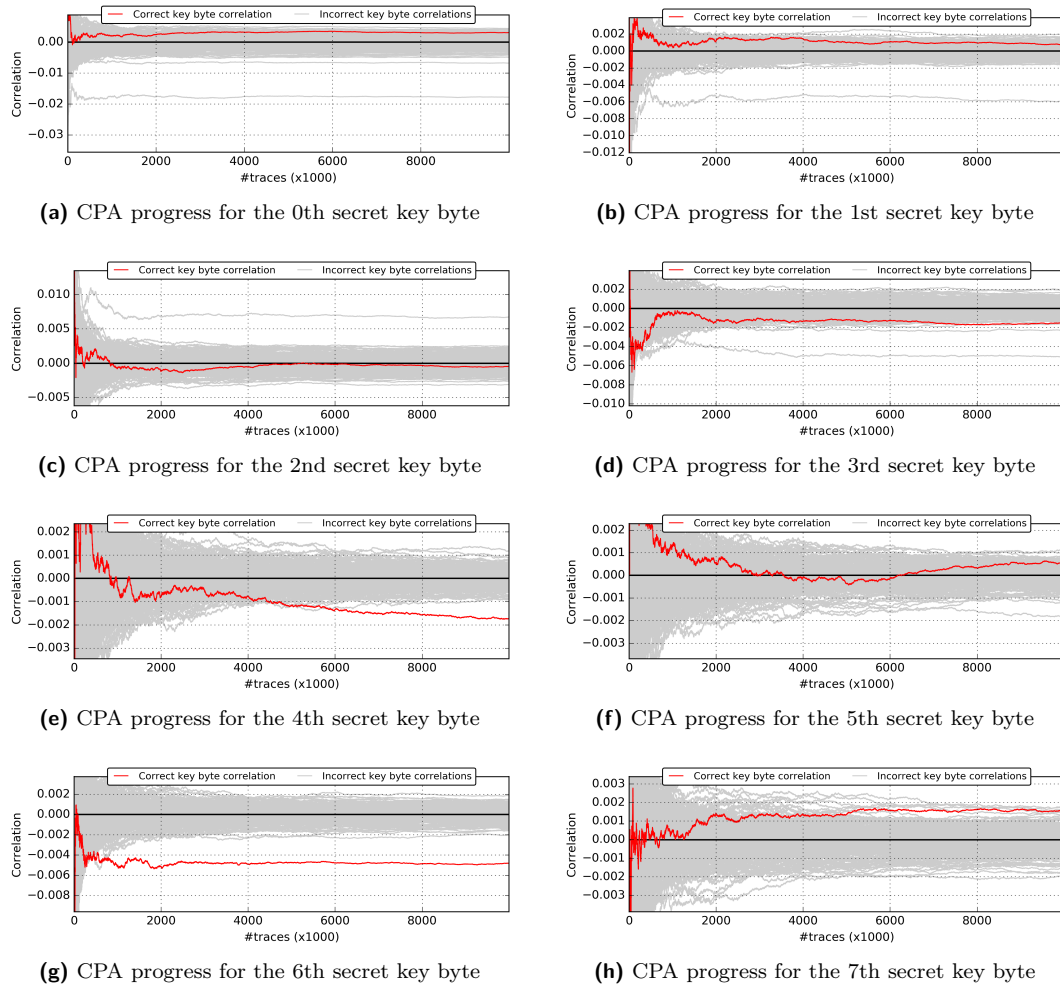 Correct key byte correlation Incorrect key byte correlations
0.00
−0.01
−0.02
−0.03
Correlation
0 2000 4000 6000 8000
#traces (x1000)
(a) CPA progress for the 0th secret key byte
Correct key byte correlation Incorrect key byte correlations
0.002
0.000
−0.002
−0.004
−0.006
−0.008
−0.010
−0.012
Correlation
0 2000 4000 6000 8000
#traces (x1000)
(b) CPA progress for the 1st secret key byte
Correct key byte correlation Incorrect key byte correlations
0.010
0.005
0.000
−0.005
Correlation
0 2000 4000 6000 8000
#traces (x1000)
(c) CPA progress for the 2nd secret key byte
Correct key byte correlation Incorrect key byte correlations
0.002
0.000
−0.002
−0.004
−0.006
−0.008
−0.010
Correlation
0 2000 4000 6000 8000
#traces (x1000)
(d) CPA progress for the 3rd secret key byte
Correct key byte correlation Incorrect key byte correlations
0.002
0.001
0.000
−0.001
−0.002
−0.003
Correlation
0 2000 4000 6000 8000
#traces (x1000)
(e) CPA progress for the 4th secret key byte
Correct key byte correlation Incorrect key byte correlations
0.002
0.001
0.000
−0.001
−0.002
−0.003
Correlation
0 2000 4000 6000 8000
#traces (x1000)
(f) CPA progress for the 5th secret key byte
Correct key byte correlation Incorrect key byte correlations
0.002
0.000
−0.002
−0.004
−0.006
−0.008
Correlation
0 2000 4000 6000 8000
#traces (x1000)
(g) CPA progress for the 6th secret key byte
Correct key byte correlation Incorrect key byte correlations
0.003
0.002
0.001
0.000
−0.001
−0.002
−0.003
Correlation
0 2000 4000 6000 8000
#traces (x1000)
(h) CPA progress for the 7th secret key byte